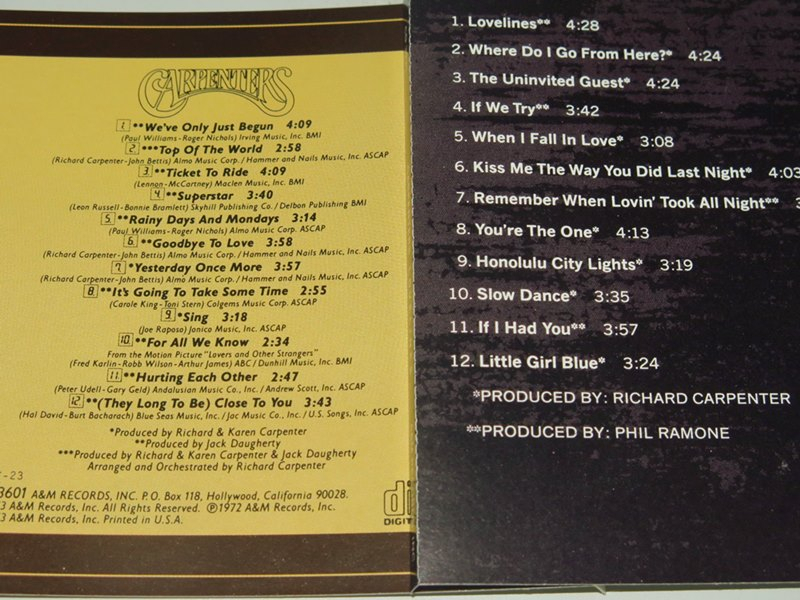 CARPENTERS
1 **We've Only Just Begun 4:09
(Paul Williams-Roger Nichols) Irving Music, Inc. BMI
2 ***Top Of The World 2:58
(Richard Carpenter-John Bettis) Almo Music Corp./Hammer and Nails Music, Inc. ASCAP
3 **Ticket To Ride 4:09
(Lennon-McCartney) Maclen Music, Inc. BMI
4 **Superstar 3:40
(Leon Russell-Bonnie Bramlett) Skyhill Publishing Co./Delbon Publishing BMI
5 **Rainy Days And Mondays 3:14
(Paul Williams-Roger Nichols) Almo Music Corp. ASCAP
6 **Goodbye To Love 3:58
(Richard Carpenter-John Bettis) Almo Music Corp./Hammer and Nails Music, Inc. ASCAP
7 *Yesterday Once More 3:57
(Richard Carpenter-John Bettis) Almo Music Corp./Hammer and Nails Music, Inc. ASCAP
8 **It's Going To Take Some Time 2:55
(Carole King-Toni Stern) Colgems Music Corp. ASCAP
9 *Sing 3:18
(Joe Raposo) Jonico Music, Inc. ASCAP
10 **For All We Know 2:34
From the Motion Picture "Lovers and Other Strangers"
(Fred Karlin-Robb Wilson-Arthur James) ABC/Dunhill Music, Inc. BMI
11 **Hurting Each Other 2:47
(Peter Udell-Gary Geld) Andalusian Music Co., Inc./Andrew Scott, Inc. ASCAP
12 **(They Long To Be) Close To You 3:43
(Hal David-Burt Bacharach) Blue Seas Music, Inc./Jac Music Co., Inc./U.S. Songs, Inc. ASCAP
*Produced by Richard & Karen Carpenter
**Produced by Jack Daugherty
***Produced by Richard & Karen Carpenter & Jack Daugherty
Arranged and Orchestrated by Richard Carpenter
-23
3601 A&M RECORDS, INC. P.O. Box 118, Hollywood, California 90028.
3 A&M Records, Inc. All Rights Reserved. ℗1972 A&M Records, Inc.
3 A&M Records, Inc. Printed in U.S.A.
DIGIT
1. Lovelines** 4:28
2. Where Do I Go From Here?* 4:24
3. The Uninvited Guest* 4:24
4. If We Try** 3:42
5. When I Fall In Love* 3:08
6. Kiss Me The Way You Did Last Night* 4:03
7. Remember When Lovin' Took All Night** 3
8. You're The One* 4:13
9. Honolulu City Lights* 3:19
10. Slow Dance* 3:35
11. If I Had You** 3:57
12. Little Girl Blue* 3:24
*PRODUCED BY: RICHARD CARPENTER
**PRODUCED BY: PHIL RAMONE